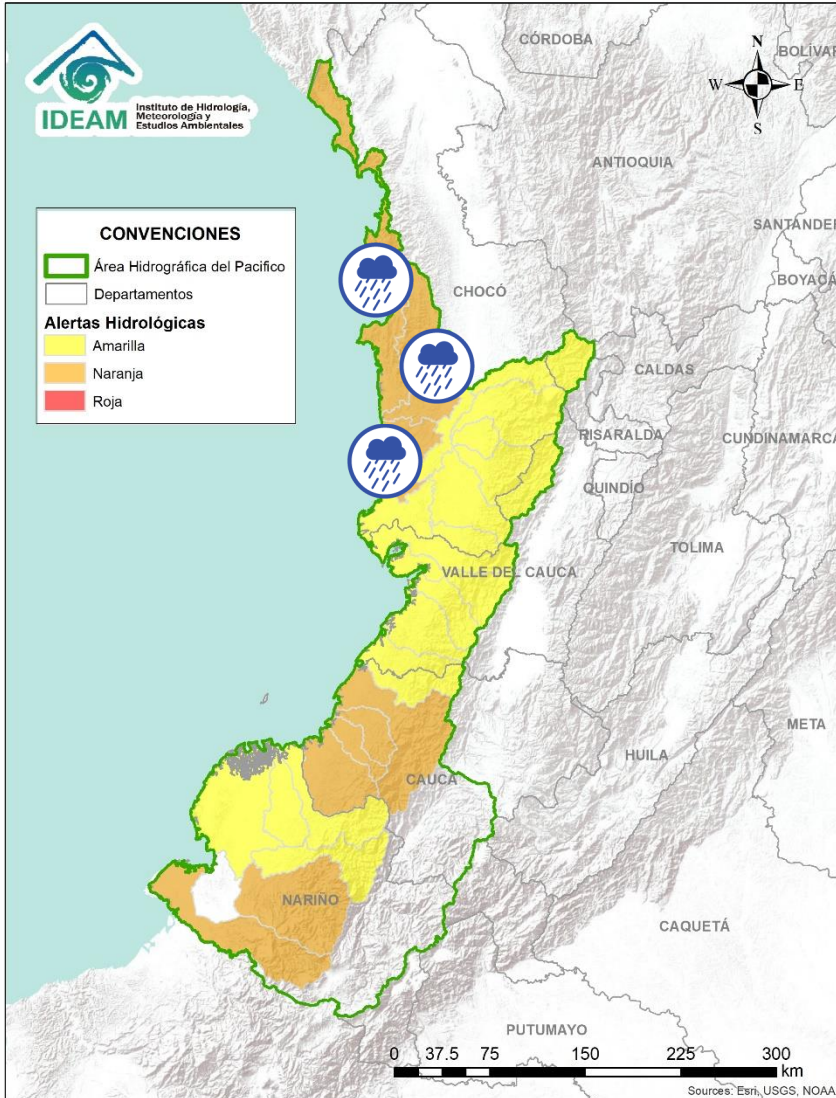 IDEAM
Instituto de Hidrología,
Meteorología y
Estudios Ambientales
CONVENCIONES
Área Hidrográfica del Pacifico
Departamentos
Alertas Hidrológicas
Amarilla
Naranja
Roja
N
W
E
S
CÓRDOBA
BOLÍVAR
ANTIOQUIA
SANTANDER
BOYACÁ
CHOCÓ
CALDAS
RISARALDA
CUNDINAMARCA
QUINDÍO
TOLIMA
VALLE DEL CAUCA
META
HUILA
CAUCA
NARIÑO
CAQUETÁ
PUTUMAYO
0 37.5 75 150 225 300
km
Sources: Esri, USGS, NOAA